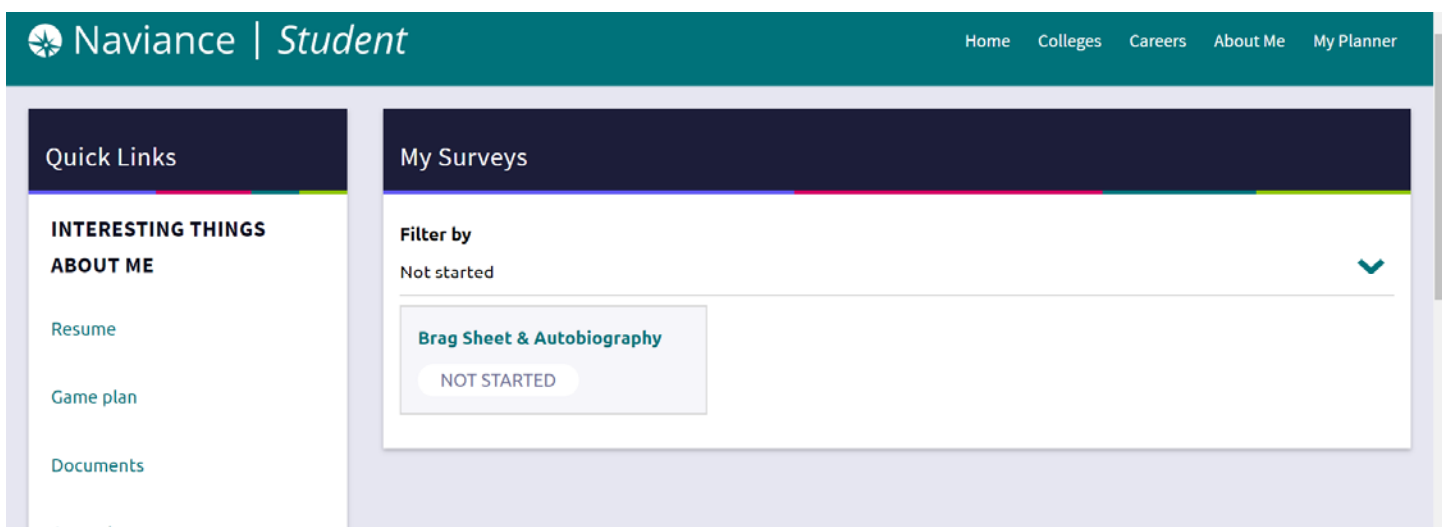 Naviance | Student
Home Colleges Careers About Me My Planner
Quick Links
INTERESTING THINGS
ABOUT ME
Resume
Game plan
Documents
My Surveys
Filter by
Not started
Brag Sheet & Autobiography
NOT STARTED